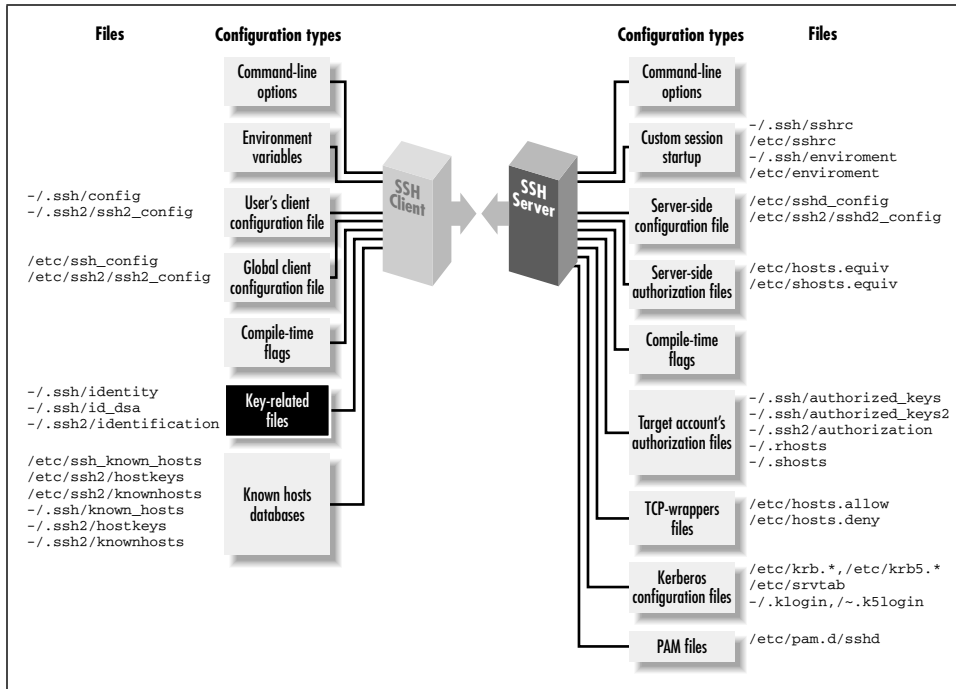 Files
Configuration types
Command-line
options
Environment
variables
-/.ssh/config
-/.ssh2/ssh2_config
User's client
configuration file
/etc/ssh_config
/etc/ssh2/ssh2_config
Global client
configuration file
Compile-time
flags
-/.ssh/identity
-/.ssh/id_dsa
-/.ssh2/identification
Key-related
files
/etc/ssh_known_hosts
/etc/ssh2/hostkeys
/etc/ssh2/knownhosts
-/.ssh/known_hosts
-/.ssh2/hostkeys
-/.ssh2/knownhosts
Known hosts
databases
SSH
Client
SSH
Server
Configuration types
Files
Command-line
options
Custom session
startup
-/.ssh/sshrc
/etc/sshrc
-/.ssh/enviroment
/etc/enviroment
Server-side
configuration file
/etc/sshd_config
/etc/ssh2/sshd2_config
Server-side
authorization files
/etc/hosts.equiv
/etc/shosts.equiv
Compile-time
flags
Target account's
authorization files
-/.ssh/authorized_keys
-/.ssh/authorized_keys2
-/.ssh2/authorization
-/.rhosts
-/.shosts
TCP-wrappers
files
/etc/hosts.allow
/etc/hosts.deny
Kerberos
configuration files
/etc/krb.*,/etc/krb5.*
/etc/srvtab
-/.klogin,/~.k5login
PAM files
/etc/pam.d/sshd